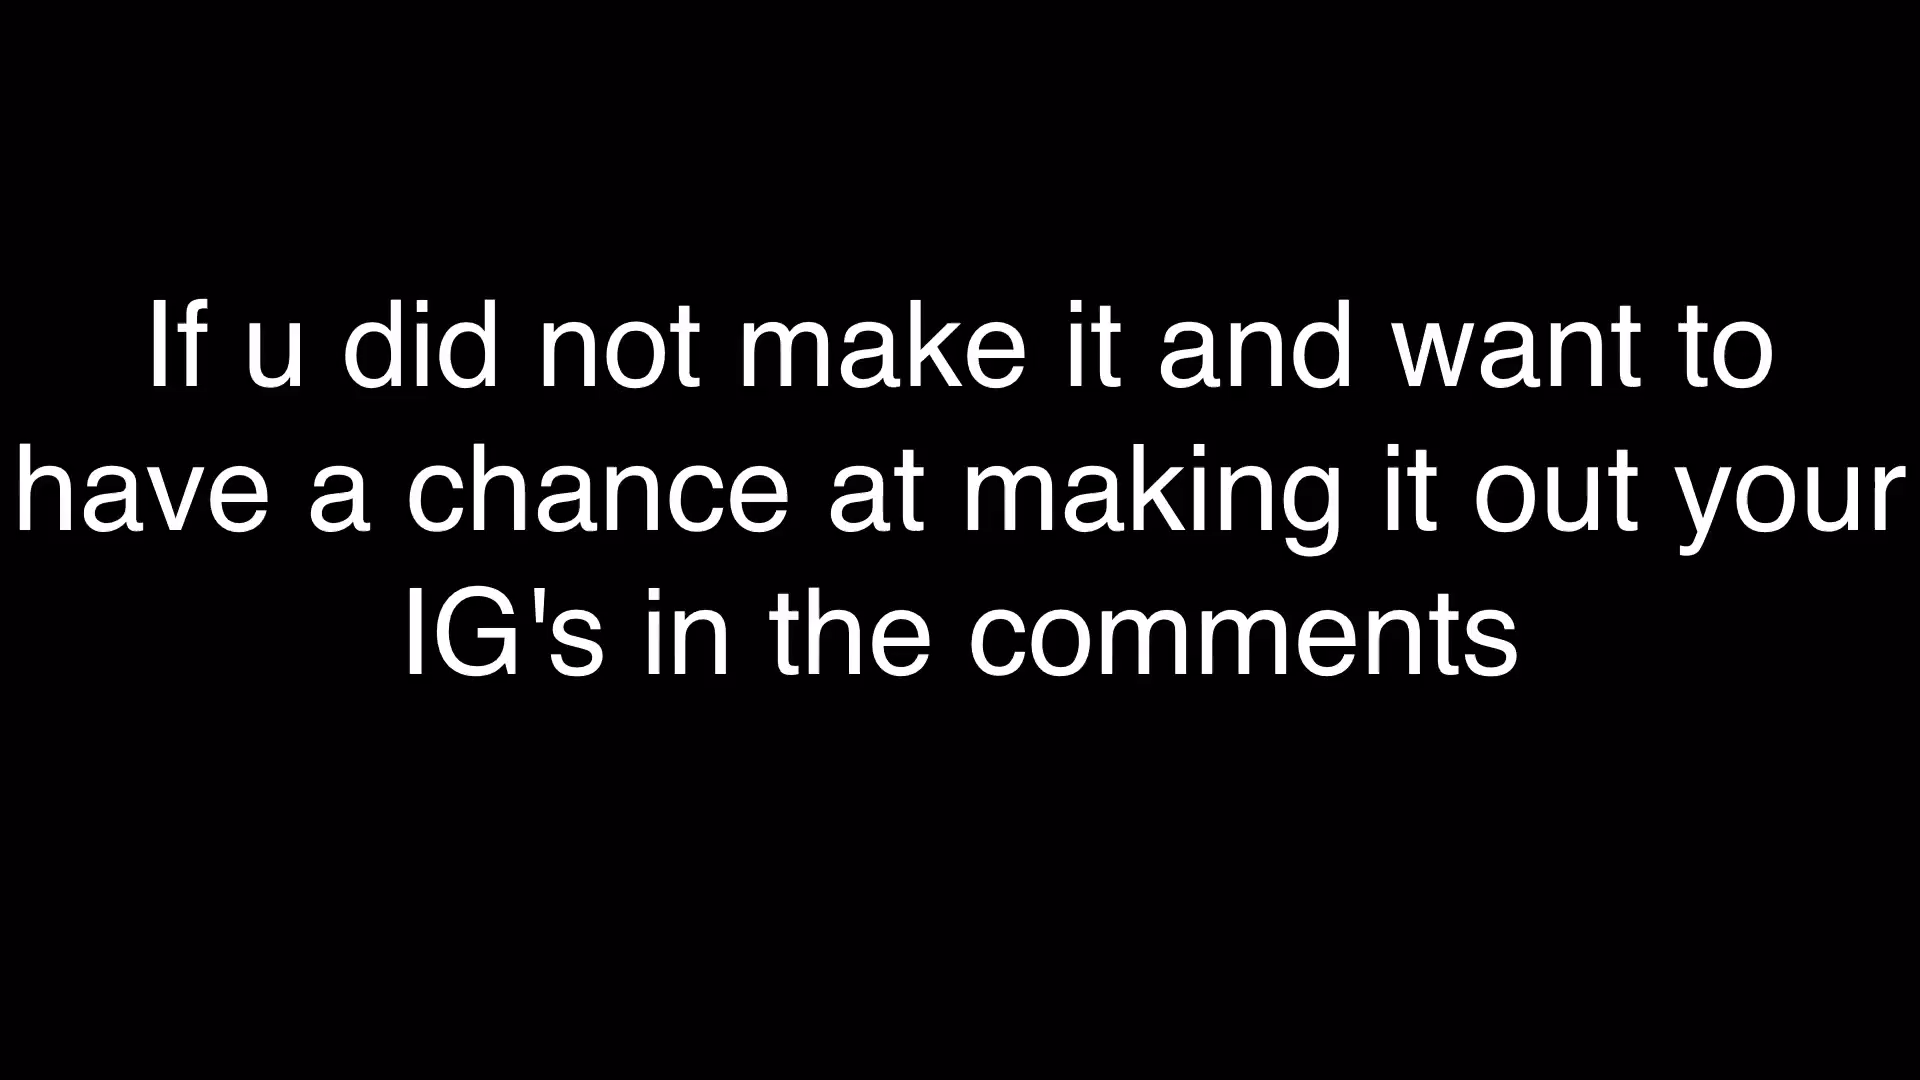 If u did not make it and want to
have a chance at making it out your
IG's in the comments